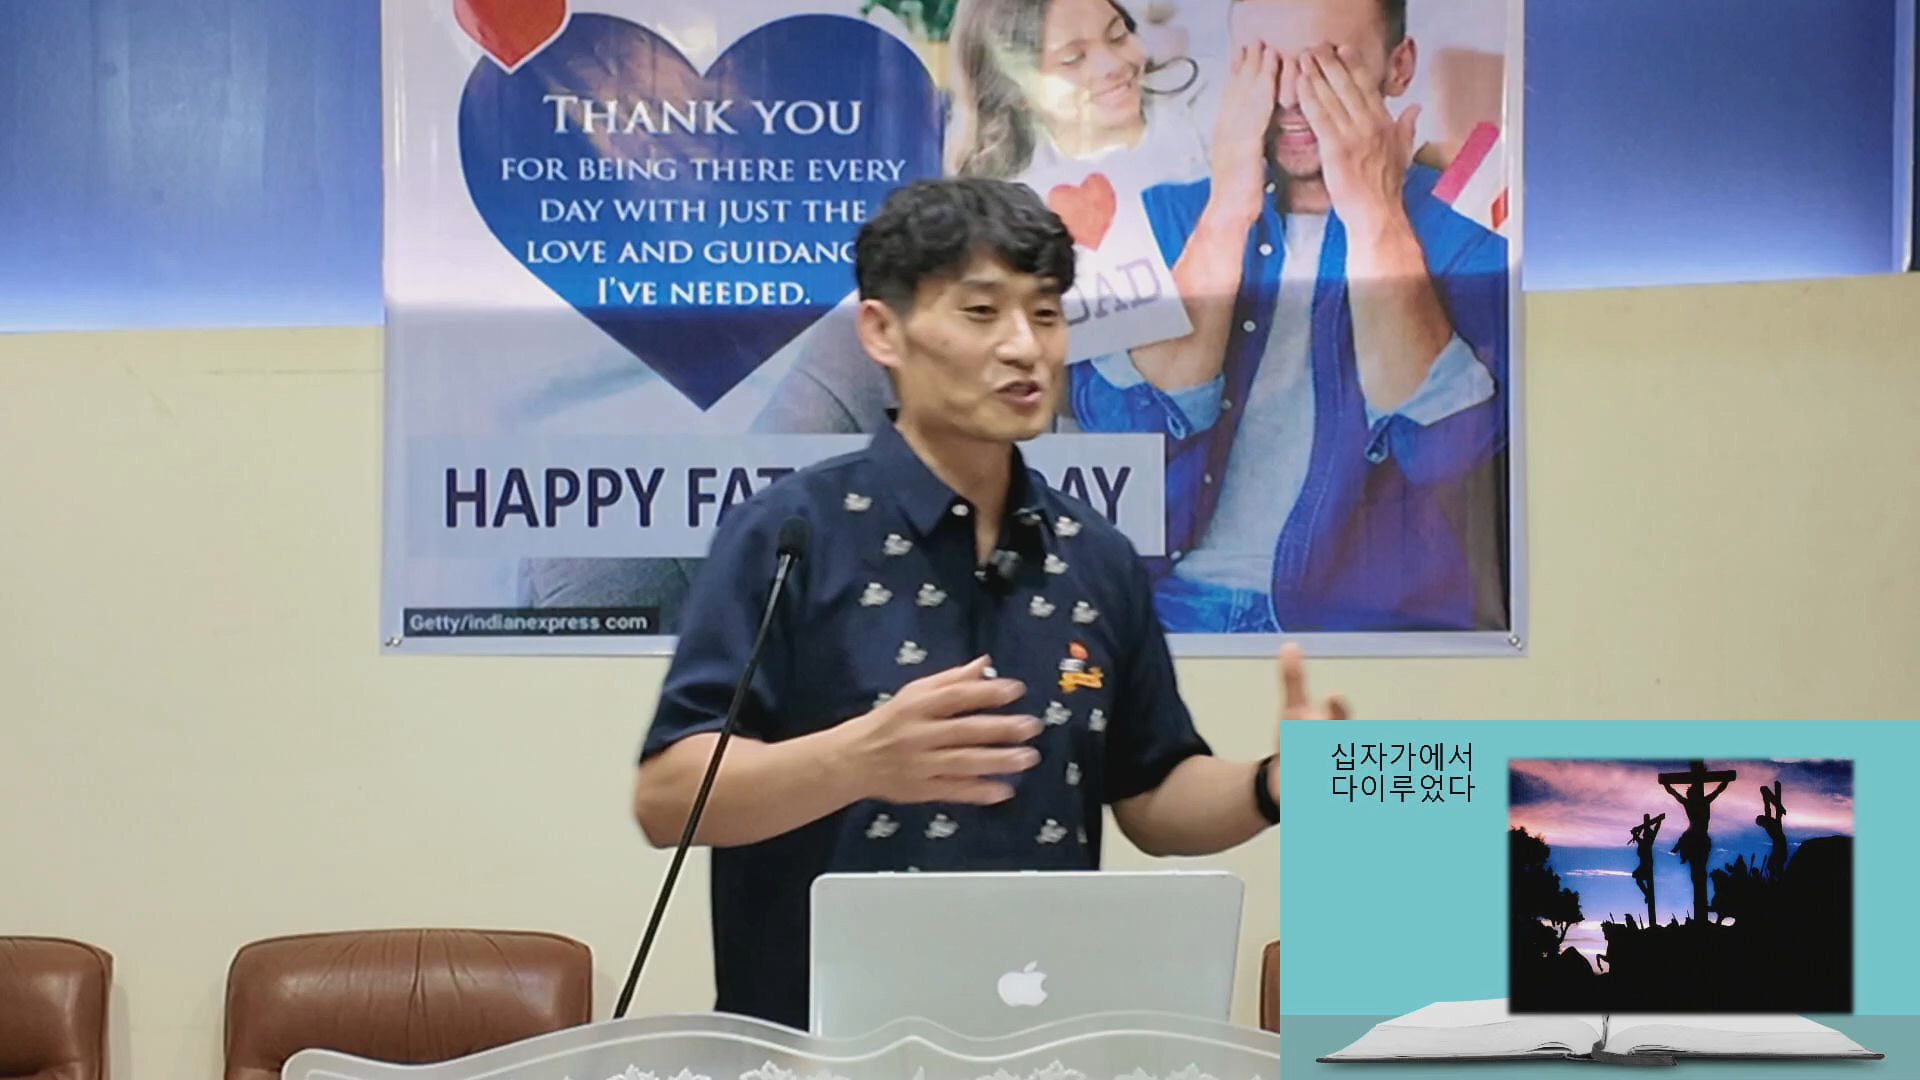 THANK YOU
FOR BEING THERE EVERY
DAY WITH JUST THE
LOVE AND GUIDANC
I'VE NEEDED.
DAD
HAPPY FAT AY
Getty/indianexpress.com
십자가에서
다이루었다